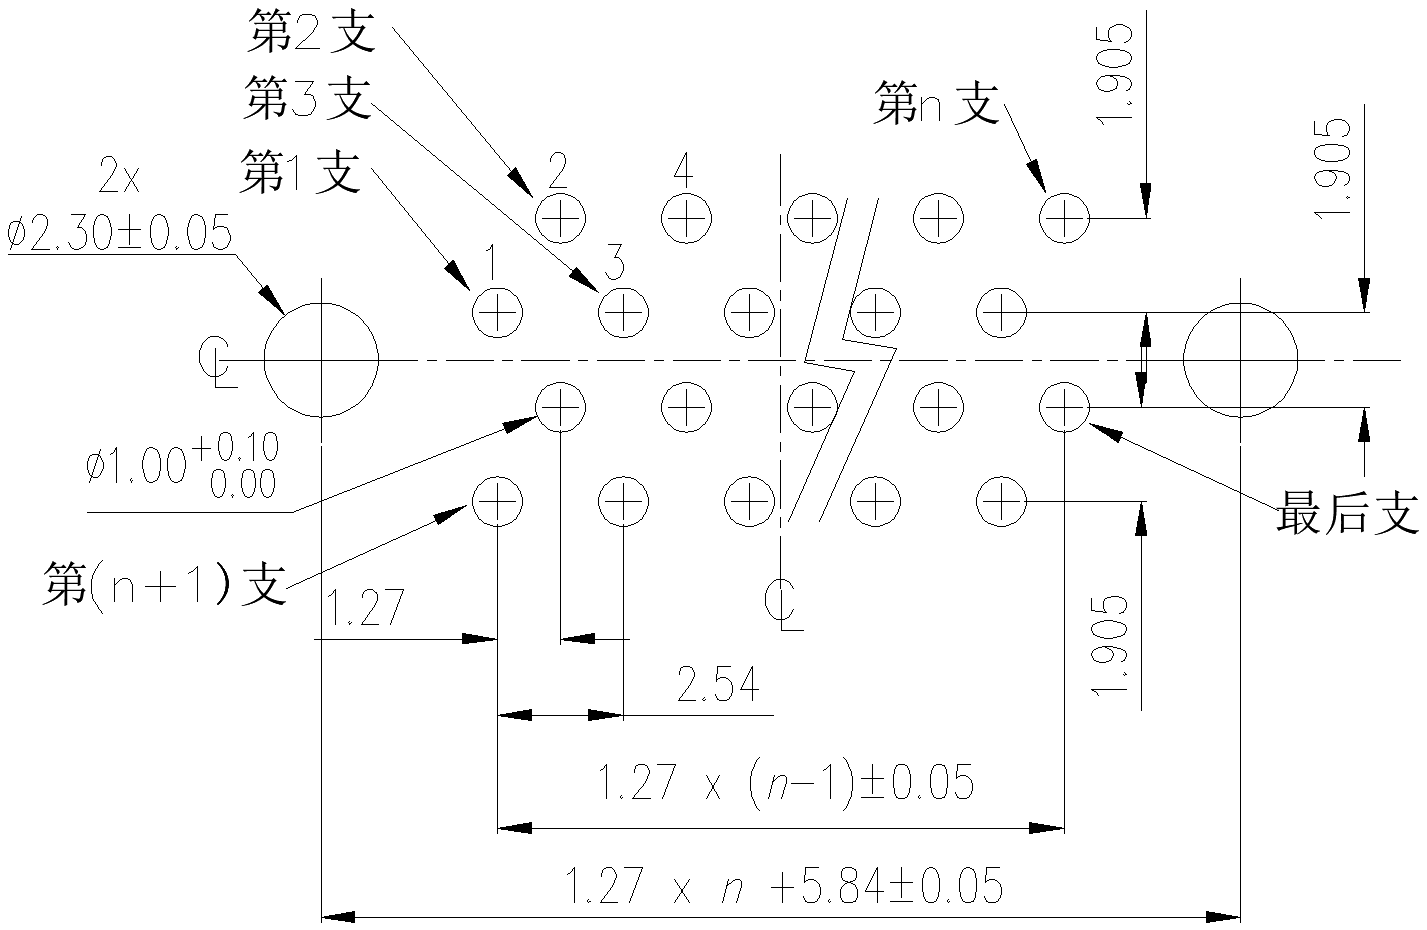 第2支
第3支
第1支
第n支
1.905
1.905
2x
ø2.30±0.05
2
4
1
3
℄
ø1.00+0.10
0.00
第(n+1)支
最后支
1.27
℄
1.905
2.54
1.27 x (n-1)±0.05
1.27 x n +5.84±0.05